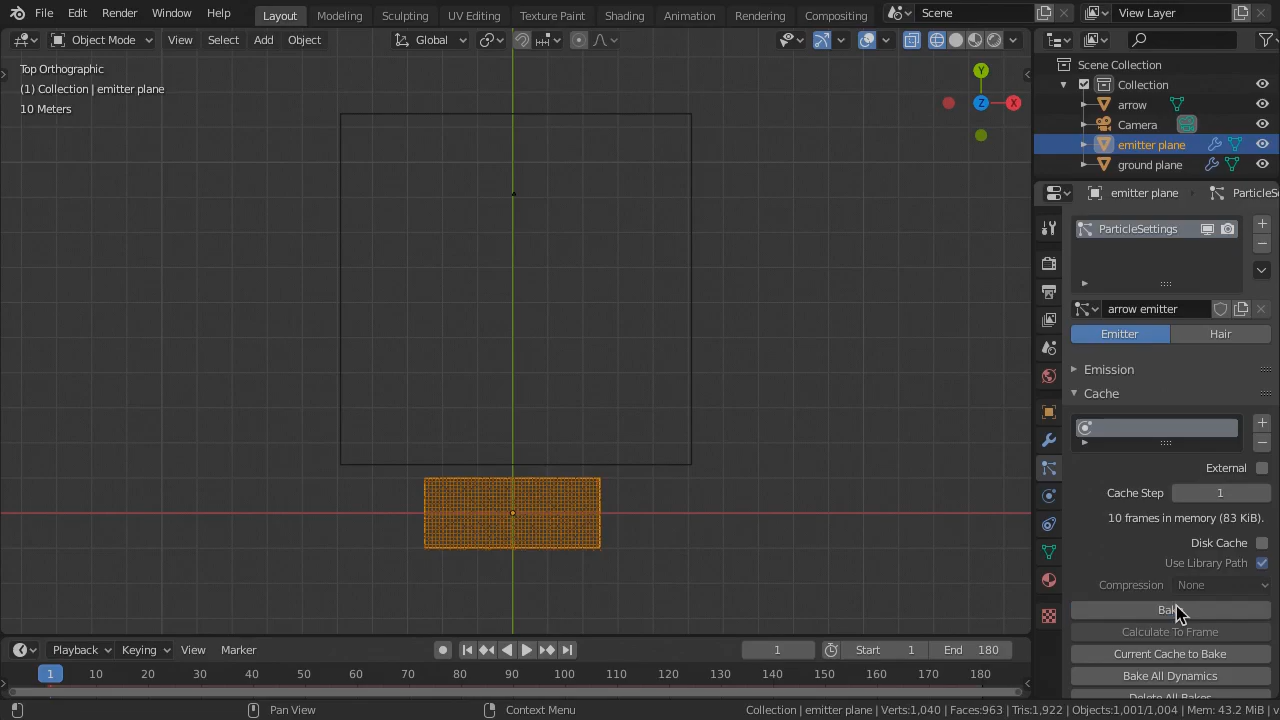 File Edit Render Window Help Layout Modeling Sculpting UV Editing Texture Paint Shading Animation Rendering Compositing Scene View Layer
Object Mode View Select Add Object Global
Top Orthographic
(1) Collection | emitter plane
10 Meters
Y
Z
X
Scene Collection
Collection
arrow
Camera
emitter plane
ground plane
emitter plane ParticleS
ParticleSettings
arrow emitter
Emitter Hair
Emission
Cache
External
Cache Step 1
10 frames in memory (83 KiB).
Disk Cache
Use Library Path
Compression None
Bake
Calculate To Frame
Current Cache to Bake
Bake All Dynamics
Delete All Bakes
Playback Keying View Marker 1 Start 1 End 180
1 10 20 30 40 50 60 70 80 90 100 110 120 130 140 150 160 170 180
Pan View Context Menu Collection | emitter plane | Verts:1,040 | Faces:963 | Tris:1,922 | Objects:1,001/1,004 | Mem: 43.2 MiB | v